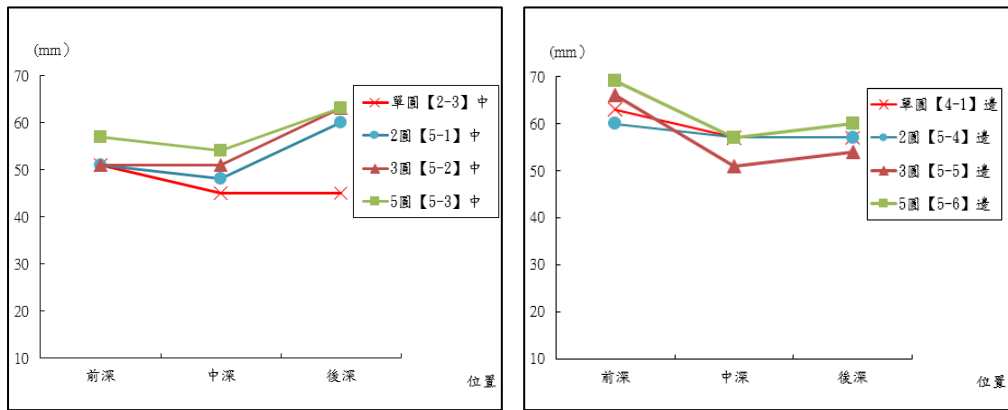 (mm)
70
60
50
40
30
20
10
前深
中深
後深
位置
單圓【2-3】中
2圓【5-1】中
3圓【5-2】中
5圓【5-3】中
(mm)
70
60
50
40
30
20
10
前深
中深
後深
位置
單圓【4-1】邊
2圓【5-4】邊
3圓【5-5】邊
5圓【5-6】邊